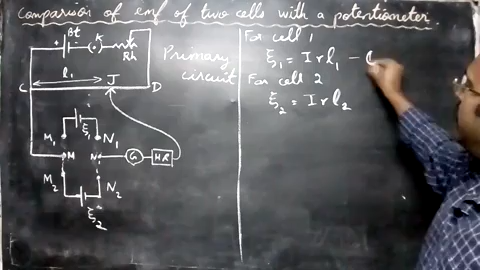 Comparison of emf of two cells with a potentiometer.
Bt K Rh
Primary circuit
l₁ J
C D
ξ₁
M₁ N₁
M N G HR
M₂ N₂
ξ₂
For cell 1
ξ₁ = I r l₁ -
For cell 2
ξ₂ = I r l₂